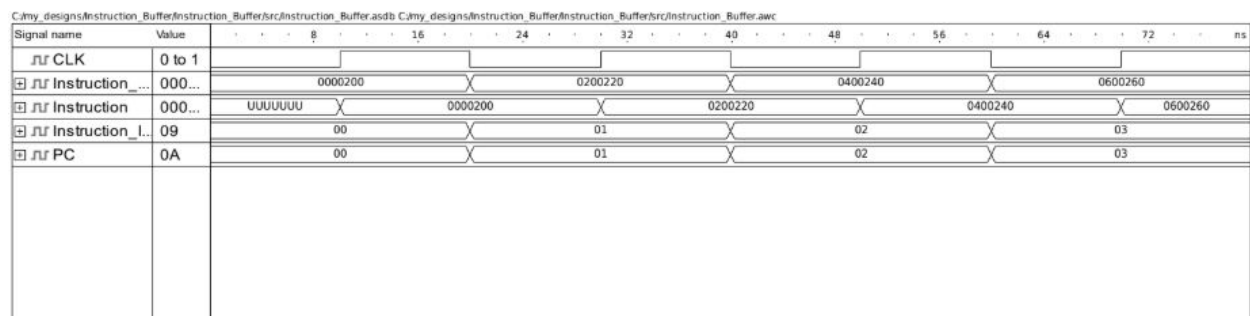 C:/my_designs/Instruction_Buffer/Instruction_Buffer/src/Instruction_Buffer.asdb C:/my_designs/Instruction_Buffer/Instruction_Buffer/src/Instruction_Buffer.awc
Signal name Value 8 16 24 32 40 48 56 64 72 ns
CLK 0 to 1
Instruction_... 000... 0000200 0200220 0400240 0600260
Instruction 000... UUUUUUU 0000200 0200220 0400240 0600260
Instruction_I... 09 00 01 02 03
PC 0A 00 01 02 03